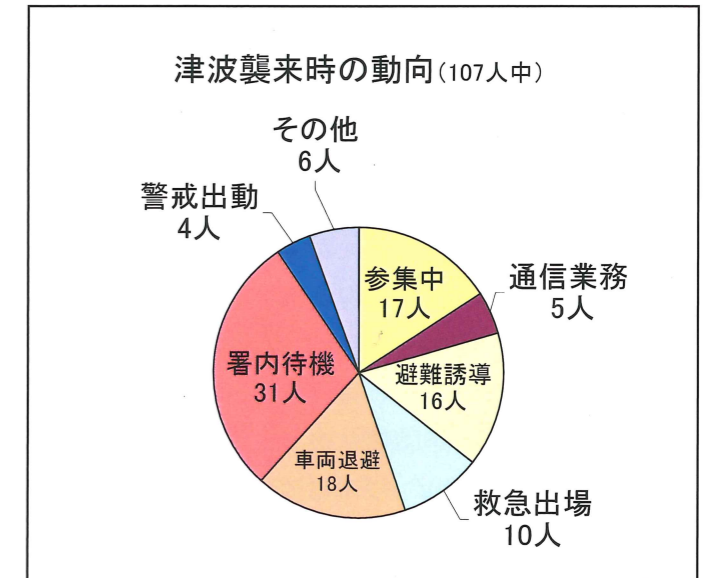 津波襲来時の動向(107人中)
その他
6人
警戒出動
4人
参集中
17人
通信業務
5人
避難誘導
16人
署内待機
31人
車両退避
18人
救急出場
10人